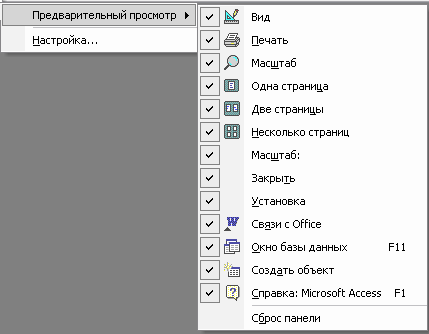 Предварительный просмотр
Настройка...
Вид
Печать
Масштаб
Одна страница
Две страницы
Несколько страниц
Масштаб:
Закрыть
Установка
Связи с Office
Окно базы данных F11
Создать объект
Справка: Microsoft Access F1
Сброс панели